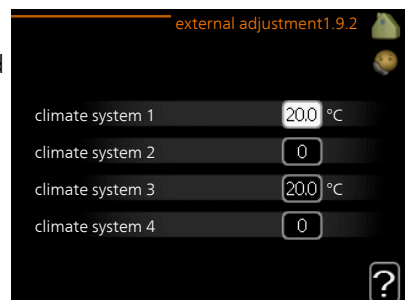 external adjustment1.9.2
climate system 1 20.0 °C
climate system 2 0
climate system 3 20.0 °C
climate system 4 0
?